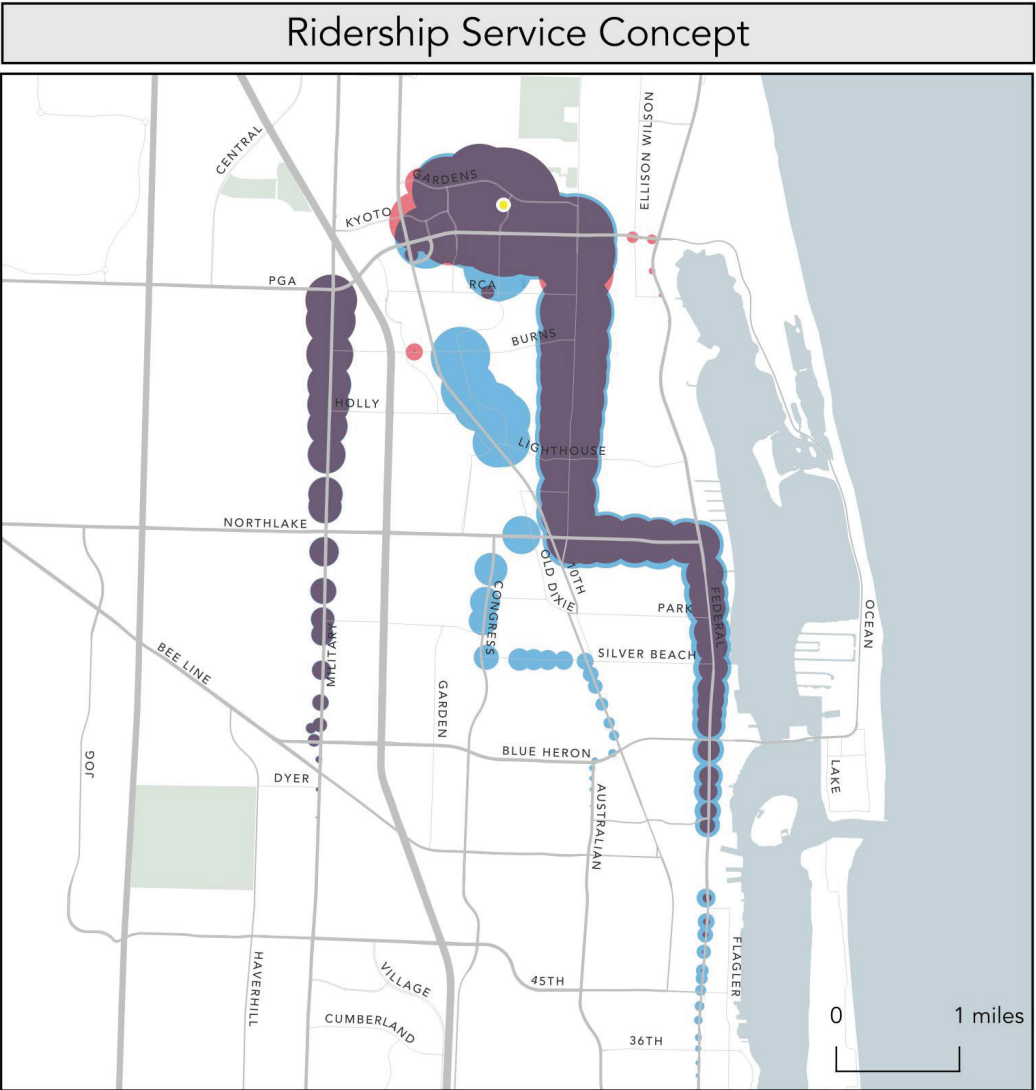 Ridership Service Concept
ELLISON WILSON
CENTRAL
GARDENS
KYOTO
PGA
RCA
BURNS
HOLLY
LIGHTHOUSE
NORTHLAKE
OLD DIXIE
10TH
CONGRESS
PARK
FEDERAL
OCEAN
MILITARY
SILVER BEACH
BEE LINE
GARDEN
BLUE HERON
JOG
DYER
LAKE
AUSTRALIAN
HAVERHILL
VILLAGE
45TH
FLAGLER
CUMBERLAND
36TH
0 1 miles